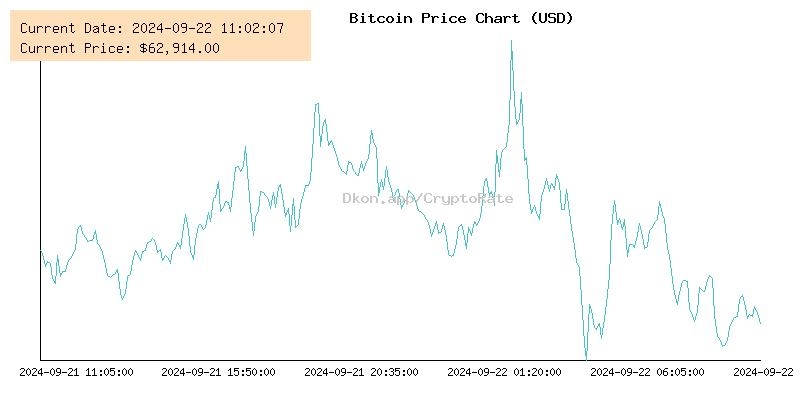 Bitcoin Price Chart (USD)
Current Date: 2024-09-22 11:02:07
Current Price: $62,914.00
Dkon.app/CryptoRate
2024-09-21 11:05:00 2024-09-21 15:50:00 2024-09-21 20:35:00 2024-09-22 01:20:00 2024-09-22 06:05:00 2024-09-22